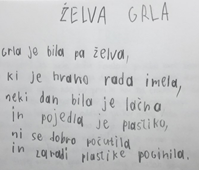 ŽELVA GRLA
Grla je bila pa želva,
ki je hrano rada imela,
neki dan bila je lačna
in pojedla je plastiko,
ni se dobro počutila
in zaradi plastike poginila.